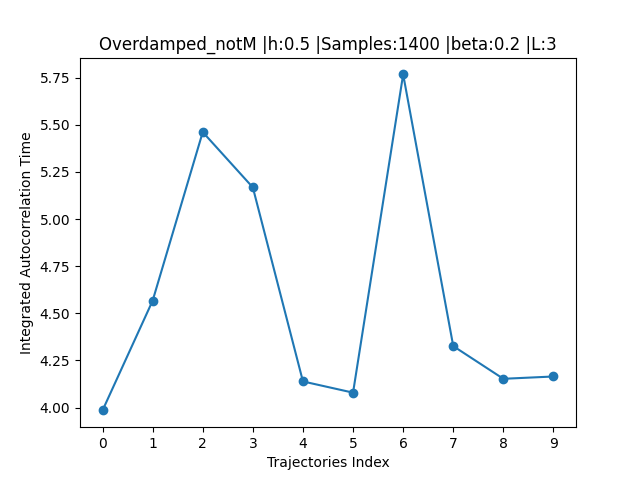 Overdamped_notM |h:0.5 |Samples:1400 |beta:0.2 |L:3
Integrated Autocorrelation Time
5.75
5.50
5.25
5.00
4.75
4.50
4.25
4.00
0 1 2 3 4 5 6 7 8 9
Trajectories Index